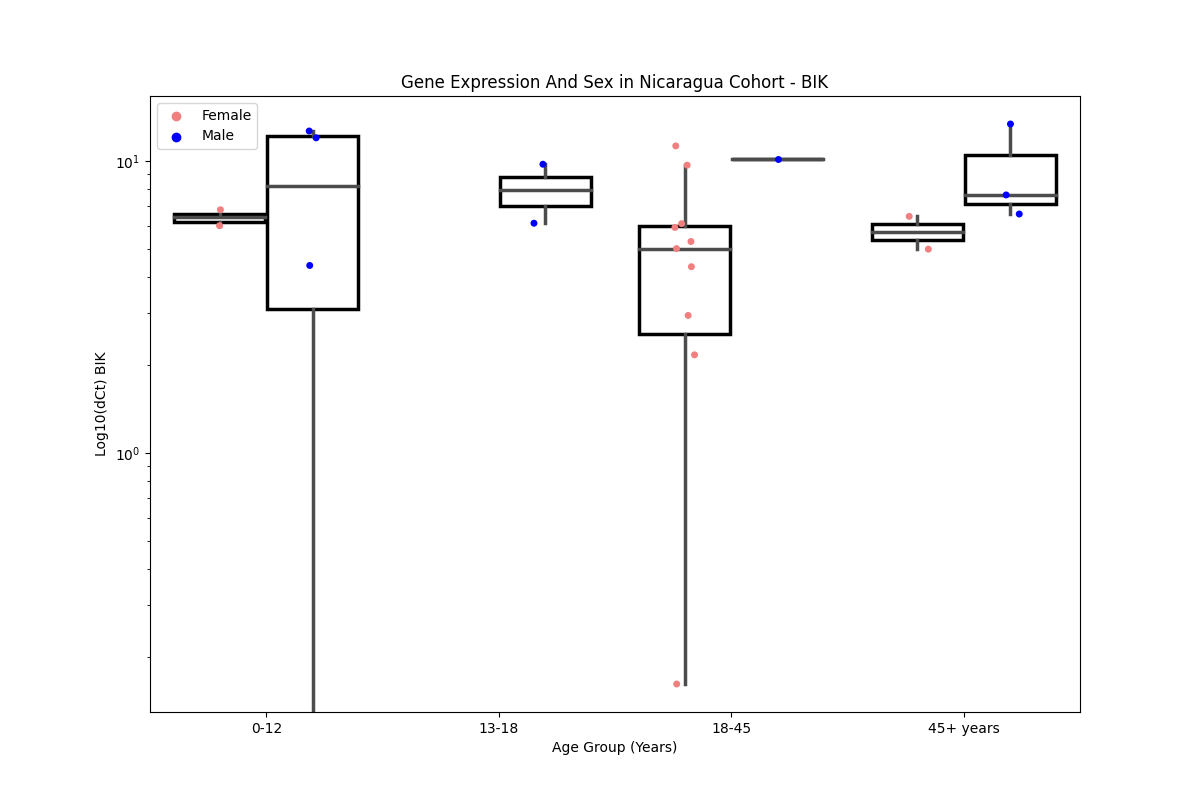 Gene Expression And Sex in Nicaragua Cohort - BIK
Female
Male
10¹
10⁰
Log10(dCt) BIK
0-12
13-18
18-45
45+ years
Age Group (Years)